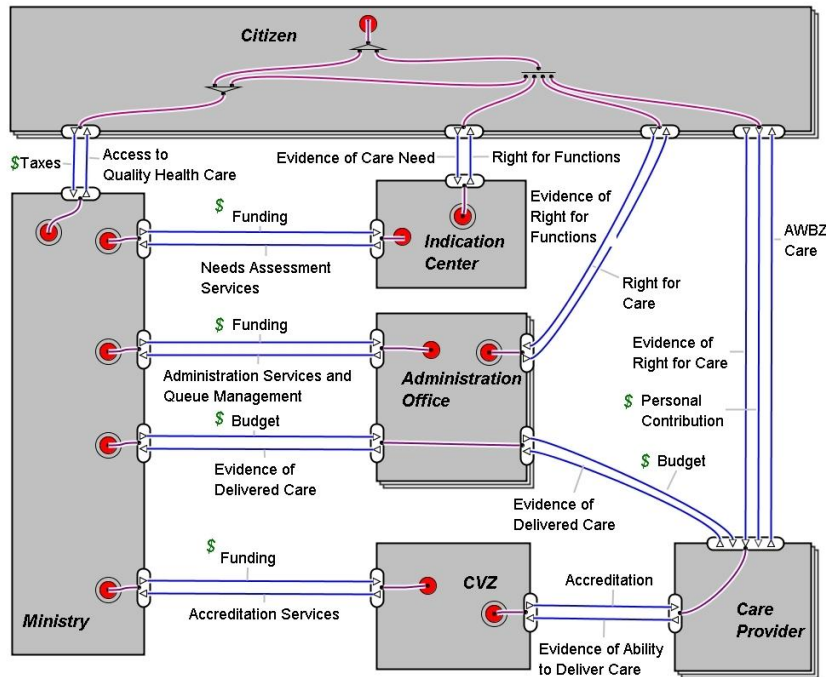 Citizen
$Taxes
Access to
Quality Health Care
Evidence of Care Need
Right for Functions
Evidence of
Right for
Functions
$
Funding
Needs Assessment
Services
Indication
Center
AWBZ
Care
Right for
Care
$ Funding
Administration Services and
Queue Management
Administration
Office
Evidence of
Right for Care
$ Personal
Contribution
$ Budget
Evidence of
Delivered Care
$ Budget
Evidence of
Delivered Care
$
Funding
Accreditation Services
CVZ
Accreditation
Evidence of Ability
to Deliver Care
Ministry
Care
Provider